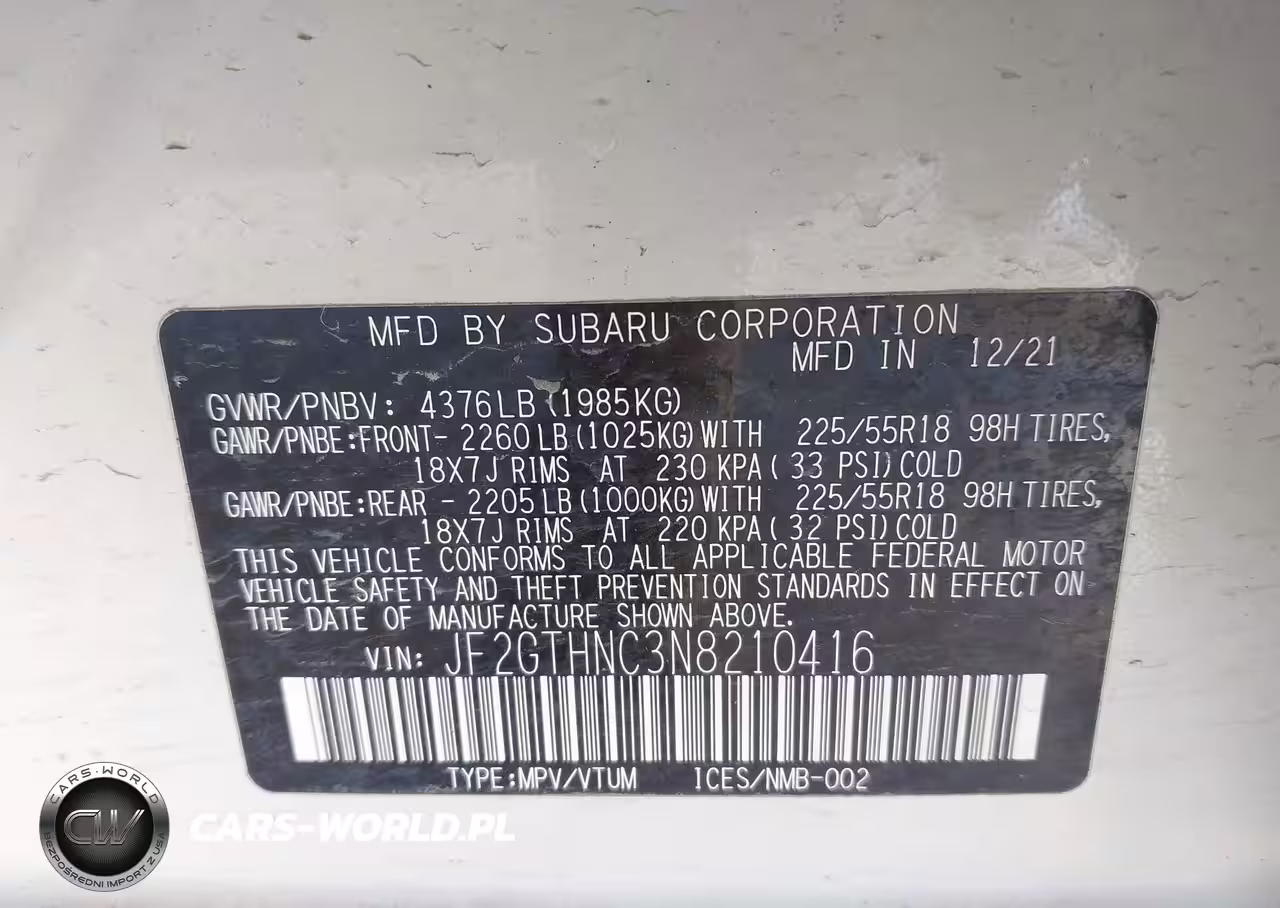 MFD BY SUBARU CORPORATION
MFD IN 12/21
GVWR/PNBV: 4376LB (1985KG)
GAWR/PNBE:FRONT- 2260 LB (1025KG) WITH 225/55R18 98H TIRES,
18X7J RIMS AT 230 KPA ( 33 PSI) COLD
GAWR/PNBE:REAR - 2205 LB (1000KG) WITH 225/55R18 98H TIRES,
18X7J RIMS AT 220 KPA ( 32 PSI) COLD
THIS VEHICLE CONFORMS TO ALL APPLICABLE FEDERAL MOTOR
VEHICLE SAFETY AND THEFT PREVENTION STANDARDS IN EFFECT ON
THE DATE OF MANUFACTURE SHOWN ABOVE.
VIN: JF2GTHNC3N8210416
TYPE:MPV/VTUM ICES/NMB-002
CARS-WORLD
CW
BEZPOŚREDNI IMPORT Z USA
CARS-WORLD.PL